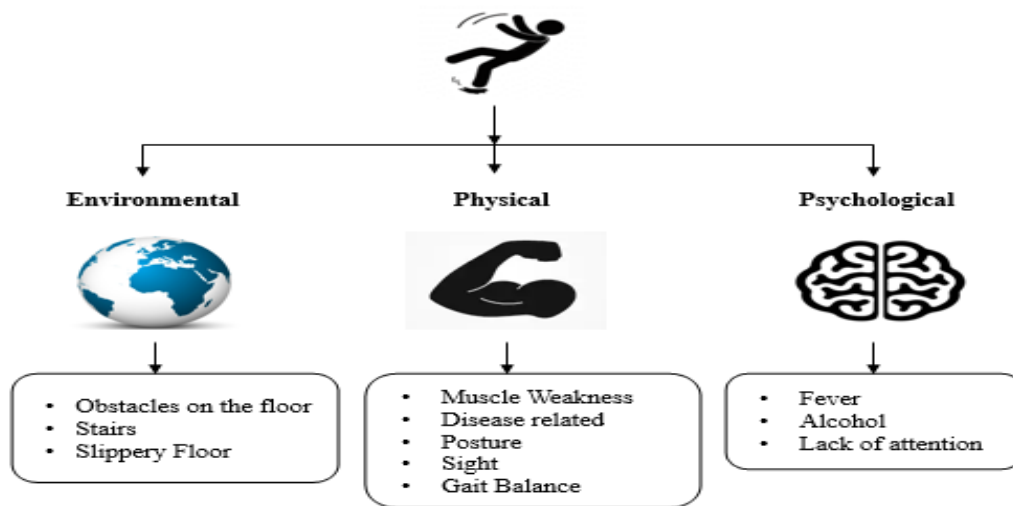 Environmental
Physical
Psychological
• Obstacles on the floor
• Stairs
• Slippery Floor
• Muscle Weakness
• Disease related
• Posture
• Sight
• Gait Balance
• Fever
• Alcohol
• Lack of attention